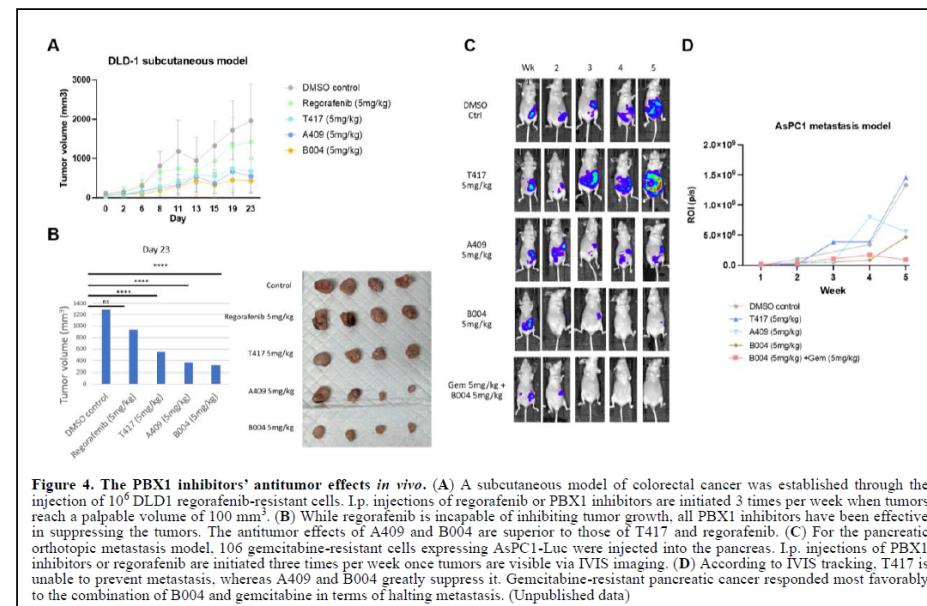 A
DLD-1 subcutaneous model
Tumor volume (mm3)
3000
2000
1000
0
0 2 6 8 11 13 15 19 23
Day
DMSO control
Regorafenib (5mg/kg)
T417 (5mg/kg)
A409 (5mg/kg)
B004 (5mg/kg)
B
Day 23
****
****
****
ns
Tumor volume (mm3)
1400
1200
1000
800
600
400
200
0
DMSO control
Regorafenib (5mg/kg)
T417 (5mg/kg)
A409 (5mg/kg)
B004 (5mg/kg)
Control
Regorafenib 5mg/kg
T417 5mg/kg
A409 5mg/kg
B004 5mg/kg
C
Wk 2 3 4 5
DMSO
Ctrl
T417
5mg/kg
A409
5mg/kg
B004
5mg/kg
Gem 5mg/kg +
B004 5mg/kg
D
AsPC1 metastasis model
ROI (p/s)
2.0×10⁹
1.5×10⁹
1.0×10⁹
5.0×10⁸
0.0
1 2 3 4 5
Week
DMSO control
T417 (5mg/kg)
A409 (5mg/kg)
B004 (5mg/kg)
B004 (5mg/kg) +Gem (5mg/kg)
Figure 4. The PBX1 inhibitors' antitumor effects in vivo. (A) A subcutaneous model of colorectal cancer was established through the
injection of 10⁶ DLD1 regorafenib-resistant cells. I.p. injections of regorafenib or PBX1 inhibitors are initiated 3 times per week when tumors
reach a palpable volume of 100 mm³. (B) While regorafenib is incapable of inhibiting tumor growth, all PBX1 inhibitors have been effective
in suppressing the tumors. The antitumor effects of A409 and B004 are superior to those of T417 and regorafenib. (C) For the pancreatic
orthotopic metastasis model, 106 gemcitabine-resistant cells expressing AsPC1-Luc were injected into the pancreas. I.p. injections of PBX1
inhibitors or regorafenib are initiated three times per week once tumors are visible via IVIS imaging. (D) According to IVIS tracking, T417 is
unable to prevent metastasis, whereas A409 and B004 greatly suppress it. Gemcitabine-resistant pancreatic cancer responded most favorably
to the combination of B004 and gemcitabine in terms of halting metastasis. (Unpublished data)